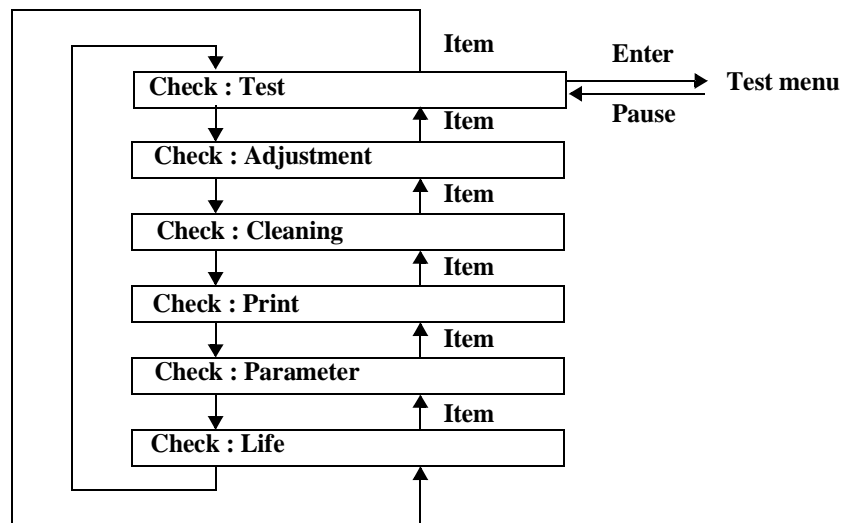 Item
Enter
Check : Test
Test menu
Pause
Item
Check : Adjustment
Item
Check : Cleaning
Item
Check : Print
Item
Check : Parameter
Item
Check : Life